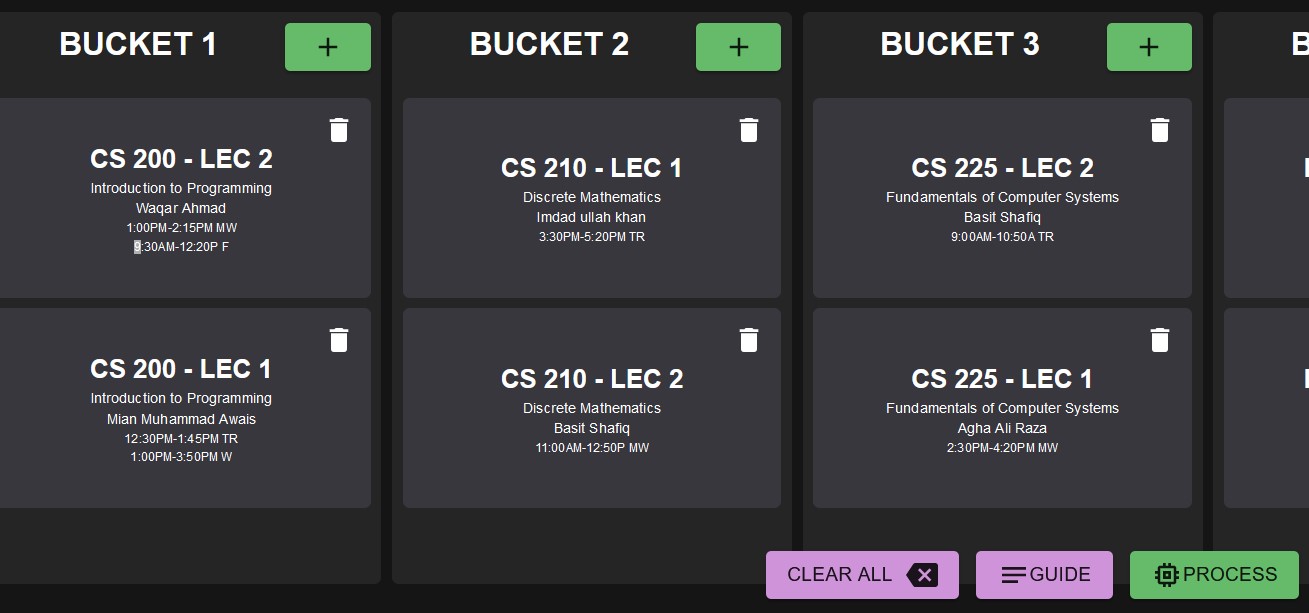 BUCKET 1
CS 200 - LEC 2
Introduction to Programming
Waqar Ahmad
1:00PM-2:15PM MW
9:30AM-12:20P F
CS 200 - LEC 1
Introduction to Programming
Mian Muhammad Awais
12:30PM-1:45PM TR
1:00PM-3:50PM W
BUCKET 2
CS 210 - LEC 1
Discrete Mathematics
Imdad ullah khan
3:30PM-5:20PM TR
CS 210 - LEC 2
Discrete Mathematics
Basit Shafiq
11:00AM-12:50P MW
BUCKET 3
CS 225 - LEC 2
Fundamentals of Computer Systems
Basit Shafiq
9:00AM-10:50A TR
CS 225 - LEC 1
Fundamentals of Computer Systems
Agha Ali Raza
2:30PM-4:20PM MW
CLEAR ALL
GUIDE
PROCESS